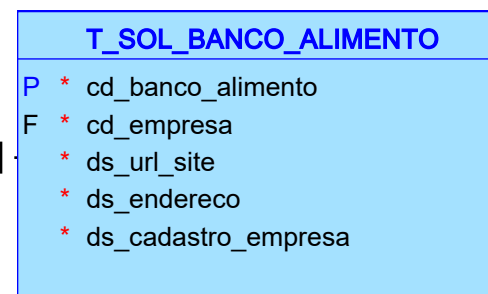 T_SOL_BANCO_ALIMENTO
P * cd_banco_alimento
F * cd_empresa
* ds_url_site
* ds_endereco
* ds_cadastro_empresa